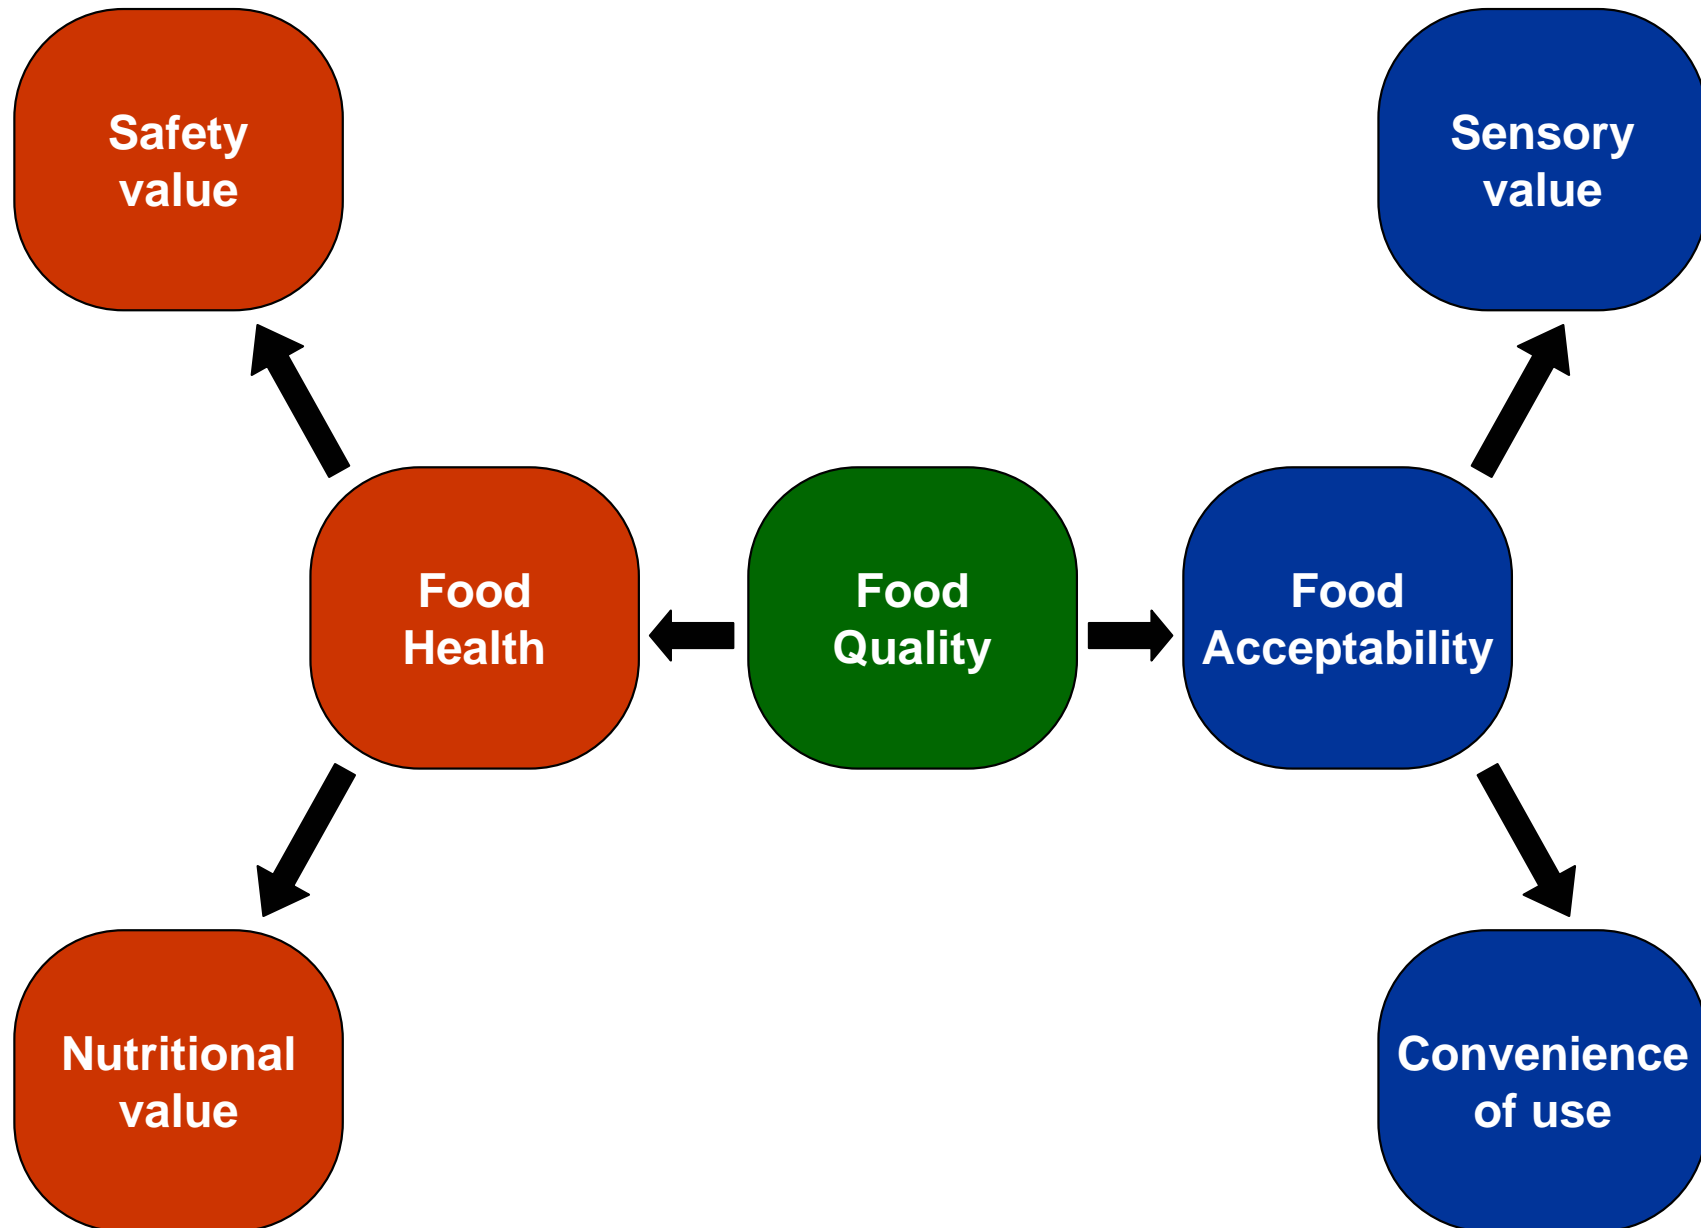 Safety
value
Sensory
value
Food
Health
Food
Quality
Food
Acceptability
Nutritional
value
Convenience
of use